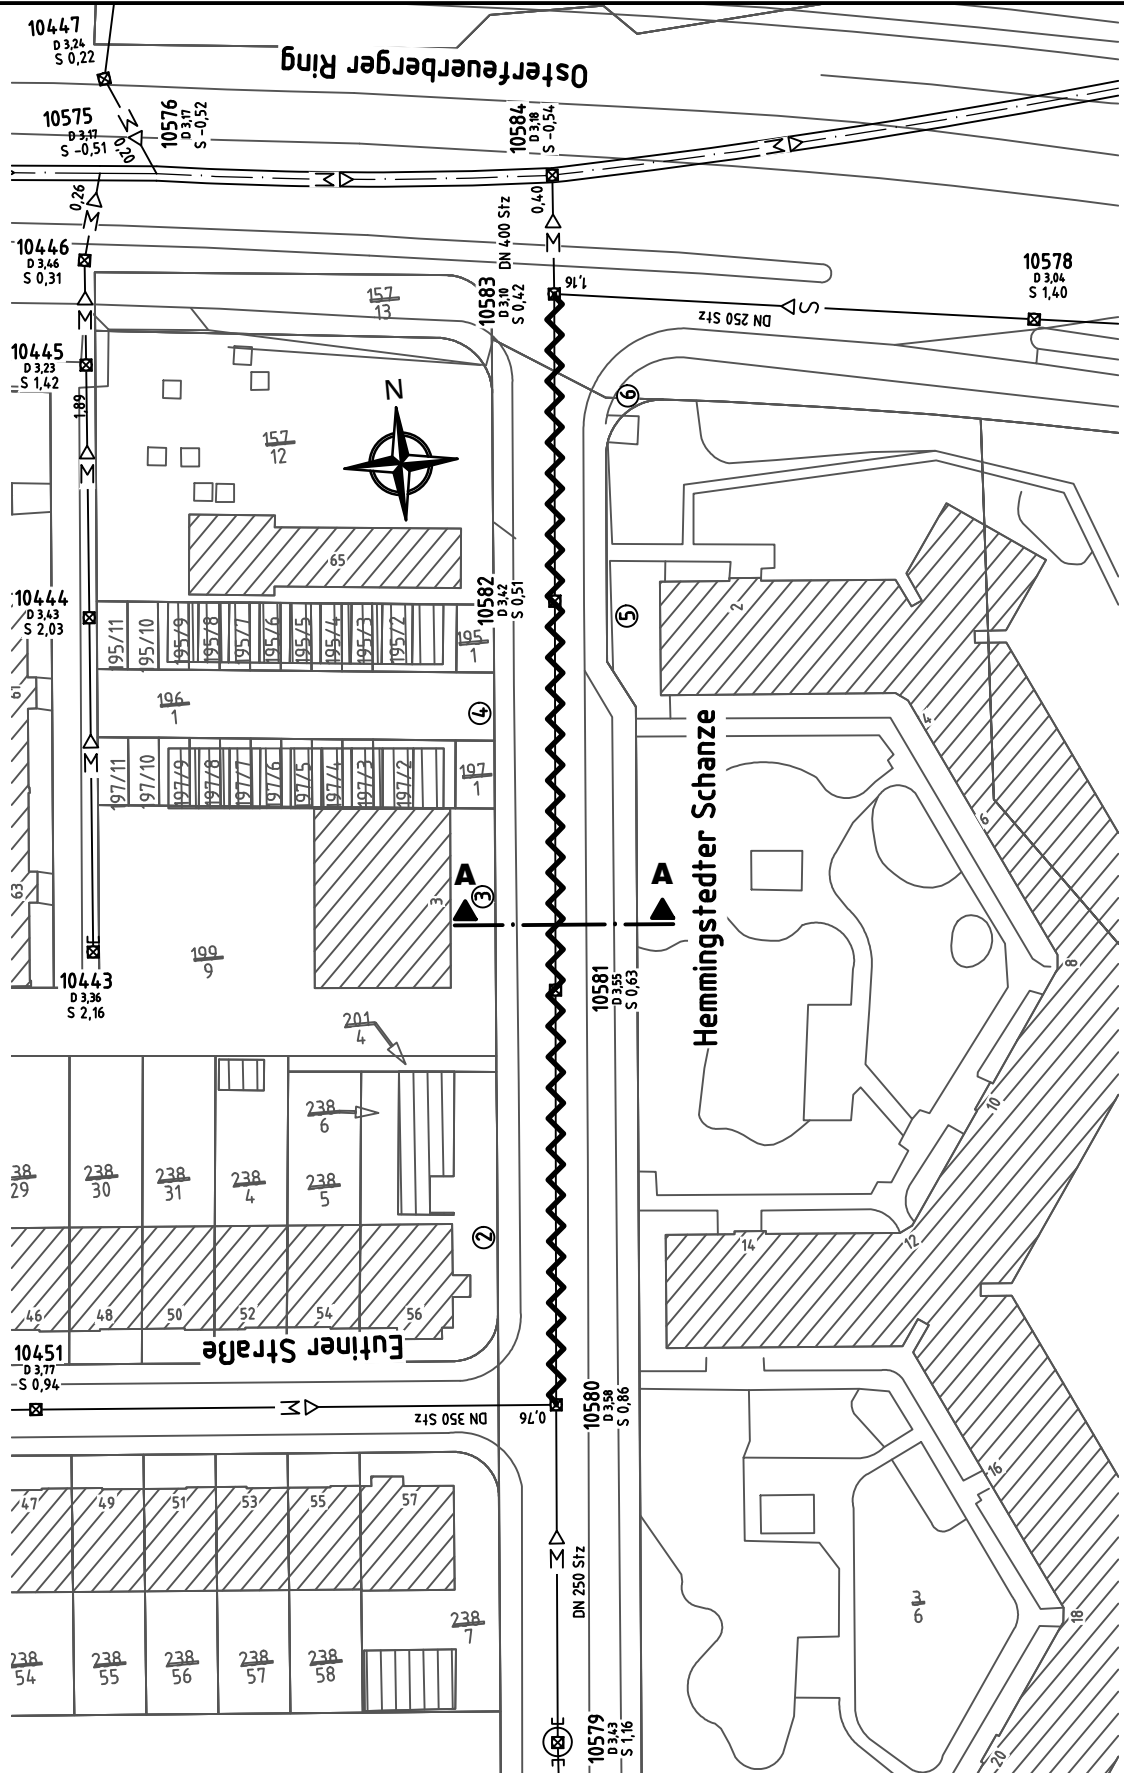 10447
D 3,24
S 0,22
Osterfeuerberger Ring
10575
D 3,17
S -0,51
M
0,20
10576
D 3,17
S -0,52
10584
D 3,18
S -0,54
M
M
0,26
M
0,40
M
DN 400 Stz
10446
D 3,46
S 0,31
10583
D 3,10
S 0,42
1,16
10578
D 3,04
S 1,40
S
DN 250 Stz
157
13
M
10445
D 3,23
S 1,42
1,89
N
6
157
12
M
65
10444
D 3,43
S 2,03
10582
D 3,42
S 0,51
5
2
195/11
195/10
195/9
195/8
195/7
195/6
195/5
195/4
195/3
195/2
195
1
61
196
1
4
4
M
197/11
197/10
197/9
197/8
197/7
197/6
197/5
197/4
197/3
197/2
197
1
Hemmingstedter Schanze
6
A
A
63
3
3
199
9
8
10443
D 3,36
S 2,16
10581
D 3,55
S 0,63
201
4
238
6
10
38
29
238
30
238
31
238
4
238
5
2
14
12
46
48
50
52
54
56
Eutiner Straße
10451
D 3,77
S 0,94
M
DN 350 Stz
0,76
10580
D 3,58
S 0,86
16
47
49
51
53
55
57
M
DN 250 Stz
3
6
18
238
7
238
54
238
55
238
56
238
57
238
58
10579
D 3,43
S 1,16
20